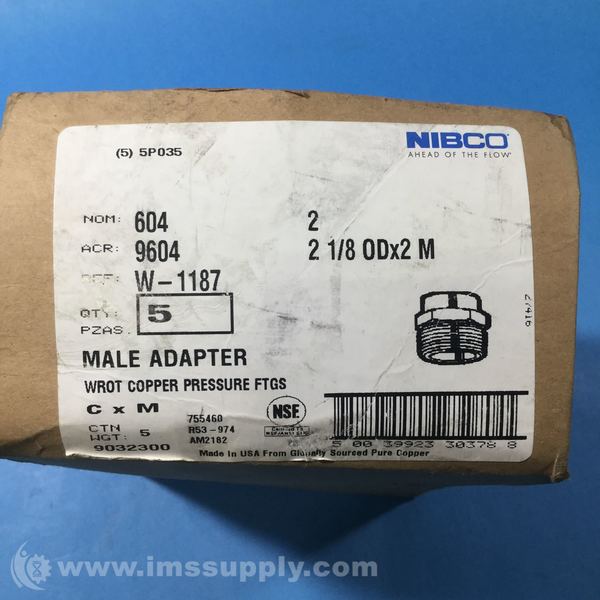 (5) 5P035
NIBCO
AHEAD OF THE FLOW
NOM: 604 2
ACR: 9604 2 1/8 ODx2 M
W-1187
QTY: 5
PZAS.
MALE ADAPTER
WROT COPPER PRESSURE FTGS
C x M
755460
R53-974
AM2182
CTN
WGT: 5
9032300
NSE
5 00 39923 30378 8
Made In USA From Globally Sourced Pure Copper
27416
www.imssupply.com